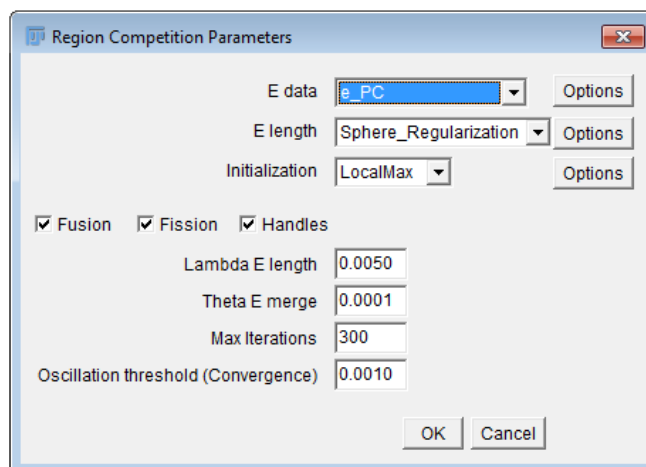 Region Competition Parameters
E data e_PC Options
E length Sphere_Regularization Options
Initialization LocalMax Options
Fusion Fission Handles
Lambda E length 0.0050
Theta E merge 0.0001
Max Iterations 300
Oscillation threshold (Convergence) 0.0010
OK Cancel